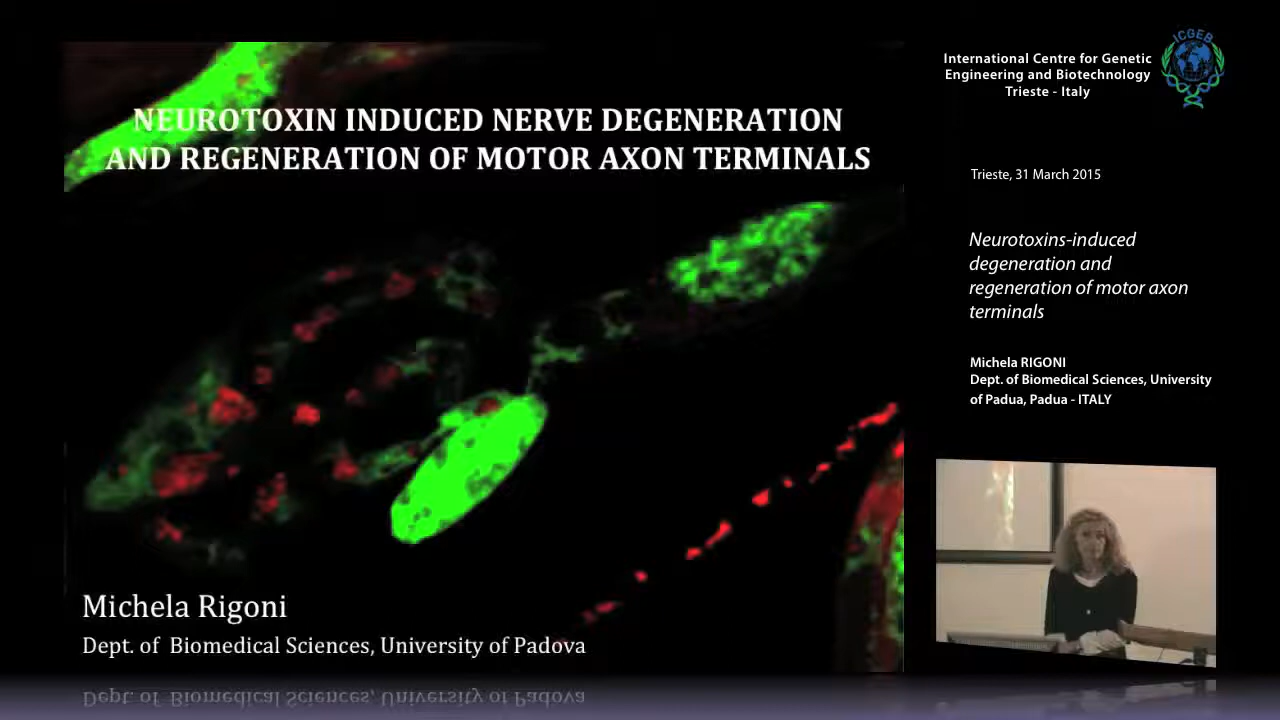 NEUROTOXIN INDUCED NERVE DEGENERATION
AND REGENERATION OF MOTOR AXON TERMINALS
Michela Rigoni
Dept. of Biomedical Sciences, University of Padova
International Centre for Genetic
Engineering and Biotechnology
Trieste - Italy
ICGEB
Trieste, 31 March 2015
Neurotoxins-induced
degeneration and
regeneration of motor axon
terminals
Michela RIGONI
Dept. of Biomedical Sciences, University
of Padua, Padua - ITALY